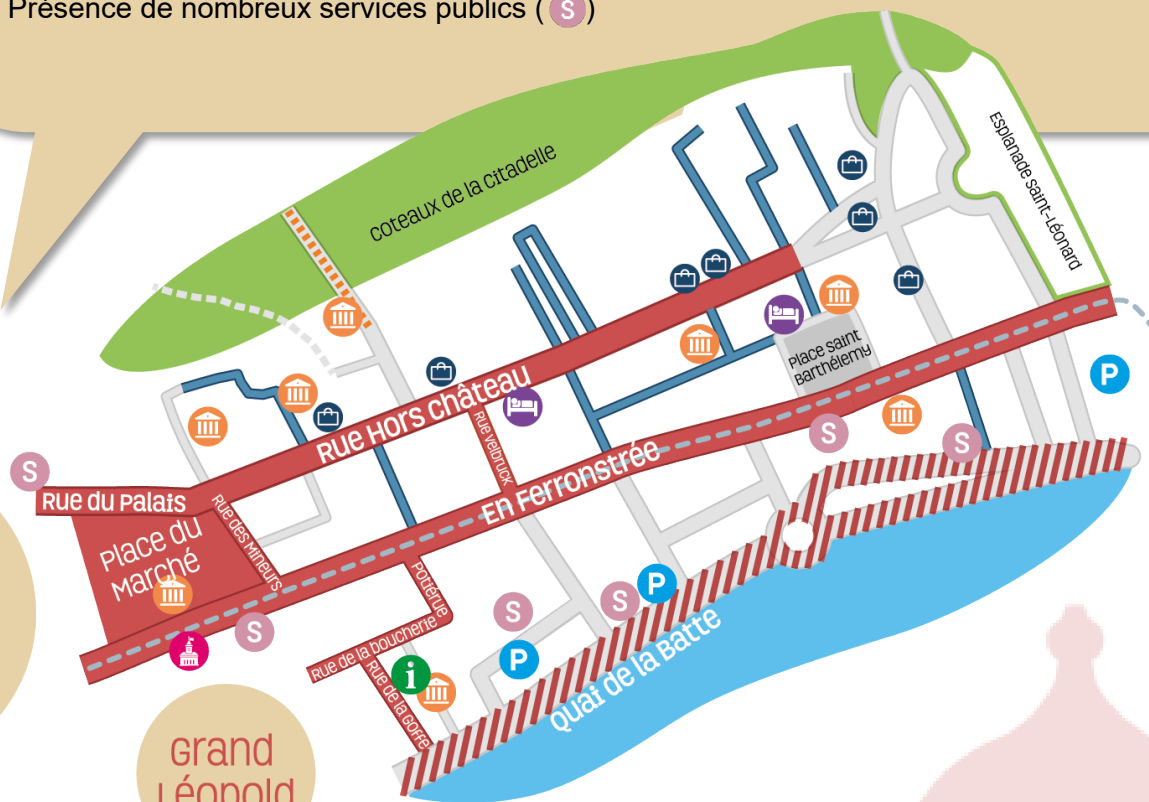 Présence de nombreux services publics ( S )
coteaux de la citadelle
Esplanade saint-Léonard
Place saint
Barthélemy
P
Rue Hors château
Rue Velbruck
En Ferronstrée
S
S
S
Rue du Palais
Rue des Mineurs
Place du
Marché
S
Potiérue
S
S
P
P
Rue de la boucherie
i
Rue de la Goffe
Quai de la Batte
Grand
Léopold